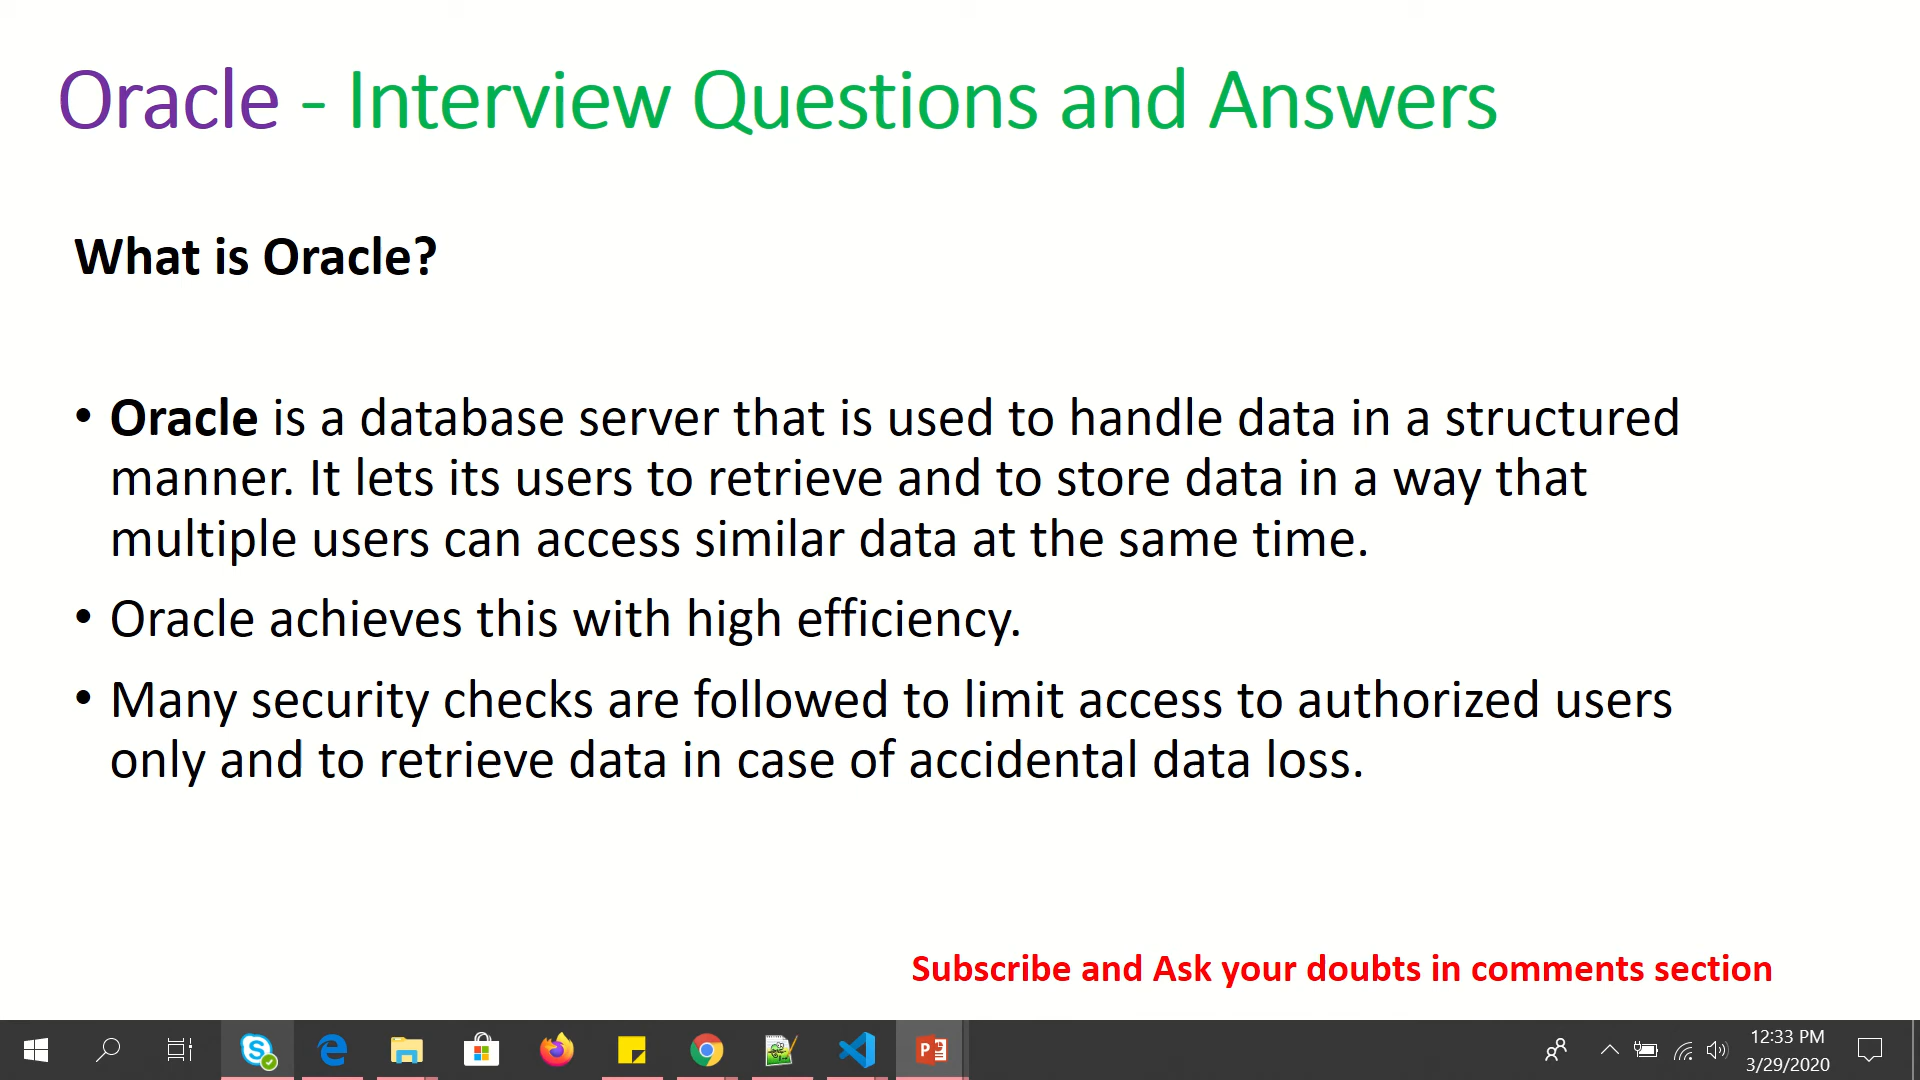 Oracle - Interview Questions and Answers
What is Oracle?
• Oracle is a database server that is used to handle data in a structured
manner. It lets its users to retrieve and to store data in a way that
multiple users can access similar data at the same time.
• Oracle achieves this with high efficiency.
• Many security checks are followed to limit access to authorized users
only and to retrieve data in case of accidental data loss.
Subscribe and Ask your doubts in comments section
12:33 PM
3/29/2020